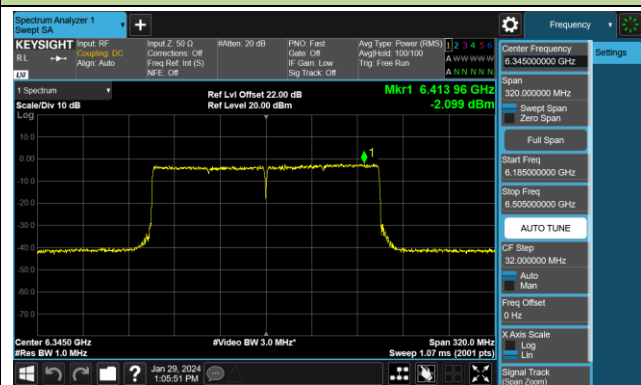 Spectrum Analyzer 1
Swept SA
Frequency
KEYSIGHT
RL
LXI
Input: RF
Coupling: DC
Align: Auto
Input Z: 50 Ω
Corrections: Off
Freq Ref: Int (S)
NFE: Off
#Atten: 20 dB
PNO: Fast
Gate: Off
IF Gain: Low
Sig Track: Off
Avg Type: Power (RMS)
Avg|Hold: 100/100
Trig: Free Run
1 2 3 4 5 6
A W W W W W
A N N N N N
1 Spectrum
Scale/Div 10 dB
Log
Ref Lvl Offset 22.00 dB
Ref Level 20.00 dBm
Mkr1 6.413 96 GHz
-2.099 dBm
10.0
0.00
-10.0
-20.0
-30.0
-40.0
-50.0
-60.0
-70.0
1
Center 6.3450 GHz
#Res BW 1.0 MHz
#Video BW 3.0 MHz*
Span 320.0 MHz
Sweep 1.07 ms (2001 pts)
Jan 29, 2024
1:05:51 PM
Center Frequency
6.345000000 GHz
Span
320.000000 MHz
Swept Span
Zero Span
Full Span
Start Freq
6.185000000 GHz
Stop Freq
6.505000000 GHz
AUTO TUNE
CF Step
32.000000 MHz
Auto
Man
Freq Offset
0 Hz
X Axis Scale
Log
Lin
Signal Track
(Span Zoom)
Settings